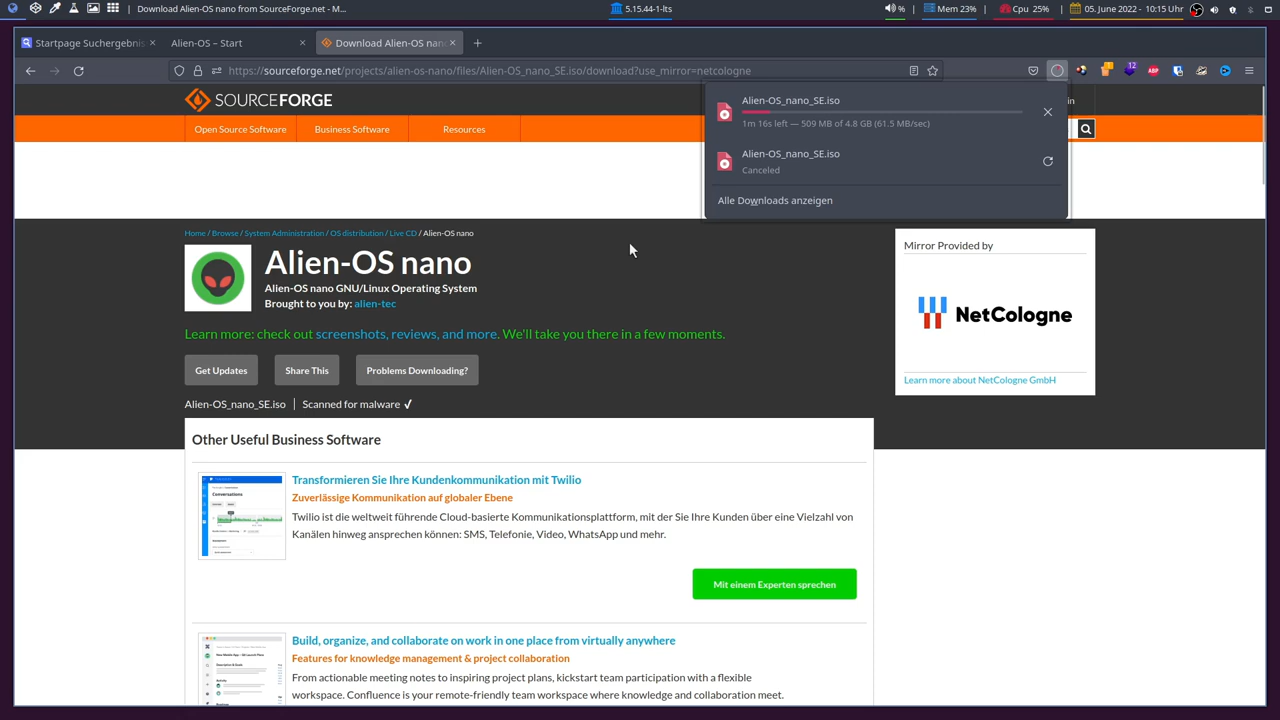 Download Alien-OS nano from SourceForge.net - M...
5.15.44-1-lts
%
Mem 23%
Cpu 25%
05. June 2022 - 10:15 Uhr
Startpage Suchergebnis
Alien-OS – Start
Download Alien-OS nano
https://sourceforge.net/projects/alien-os-nano/files/Alien-OS_nano_SE.iso/download?use_mirror=netcologne
1
12
ABP
SOURCEFORGE
in
Open Source Software
Business Software
Resources
Alien-OS_nano_SE.iso
1m 16s left — 509 MB of 4.8 GB (61.5 MB/sec)
Alien-OS_nano_SE.iso
Canceled
Alle Downloads anzeigen
Home / Browse / System Administration / OS distribution / Live CD / Alien-OS nano
Alien-OS nano
Alien-OS nano GNU/Linux Operating System
Brought to you by: alien-tec
Learn more: check out screenshots, reviews, and more. We'll take you there in a few moments.
Get Updates
Share This
Problems Downloading?
Alien-OS_nano_SE.iso
Scanned for malware ✓
Mirror Provided by
NetCologne
Learn more about NetCologne GmbH
Other Useful Business Software
Transformieren Sie Ihre Kundenkommunikation mit Twilio
Zuverlässige Kommunikation auf globaler Ebene
Twilio ist die weltweit führende Cloud-basierte Kommunikationsplattform, mit der Sie Ihre Kunden über eine Vielzahl von
Kanälen hinweg ansprechen können: SMS, Telefonie, Video, WhatsApp und mehr.
Conversations
Mit einem Experten sprechen
Build, organize, and collaborate on work in one place from virtually anywhere
Features for knowledge management & project collaboration
From actionable meeting notes to inspiring project plans, kickstart team participation with a flexible
workspace. Confluence is your remote-friendly team workspace where knowledge and collaboration meet.